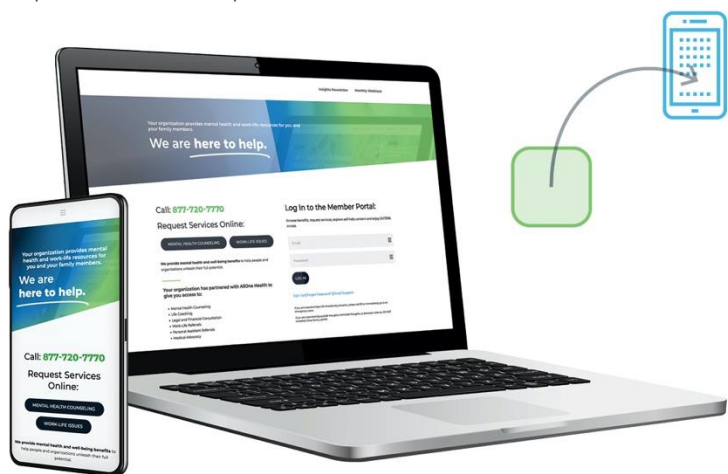 Insights Newsletter Monthly Webinars
Your organization provides mental health and work-life resources for you and
your family members.
We are here to help.
Call: 877-720-7770
Request Services Online:
MENTAL HEALTH COUNSELING WORK-LIFE ISSUES
We provide mental health and well-being benefits to help people and
organizations unleash their full potential.
Your organization has partnered with AllOne Health to
give you access to:
Mental Health Counseling
Life Coaching
Legal and Financial Consultation
Work-Life Referrals
Personal Assistant Referrals
Medical Advocacy
Log in to the Member Portal:
Email
Password
LOG IN
Your organization provides mental
health and work-life resources for
you and your family members.
We are
here to help.
Call: 877-720-7770
Request Services
Online:
MENTAL HEALTH COUNSELING
WORK-LIFE ISSUES
We provide mental health and well-being benefits to
help people and organizations unleash their full
potential.